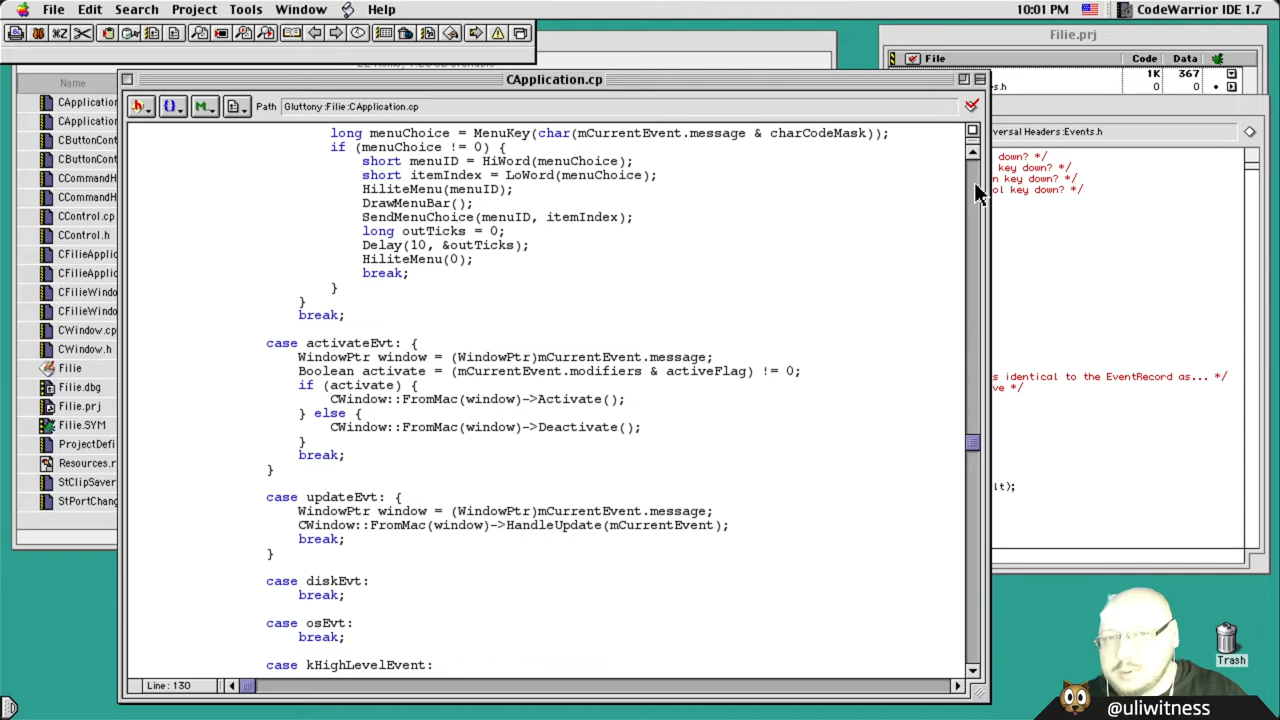 File Edit Search Project Tools Window Help
10:01 PM CodeWarrior IDE 1.7
Filie.prj
File Code Data
1K 367
s.h 0 0
Name
CApplication
CApplication
CButtonCont
CButtonCont
CCommandH
CCommandH
CControl.cp
CControl.h
CFilieApplic
CFilieApplic
CFilieWindo
CFilieWindo
CWindow.cp
CWindow.h
Filie
Filie.dbg
Filie.prj
Filie.SYM
ProjectDefi
Resources.r
StClipSaver
StPortChang
CApplication.cp
Path Gluttony:Filie:CApplication.cp
long menuChoice = MenuKey(char(mCurrentEvent.message & charCodeMask));
if (menuChoice != 0) {
short menuID = HiWord(menuChoice);
short itemIndex = LoWord(menuChoice);
HiliteMenu(menuID);
DrawMenuBar();
SendMenuChoice(menuID, itemIndex);
long outTicks = 0;
Delay(10, &outTicks);
HiliteMenu(0);
break;
}
}
break;
case activateEvt: {
WindowPtr window = (WindowPtr)mCurrentEvent.message;
Boolean activate = (mCurrentEvent.modifiers & activeFlag) != 0;
if (activate) {
CWindow::FromMac(window)->Activate();
} else {
CWindow::FromMac(window)->Deactivate();
}
break;
}
case updateEvt: {
WindowPtr window = (WindowPtr)mCurrentEvent.message;
CWindow::FromMac(window)->HandleUpdate(mCurrentEvent);
break;
}
case diskEvt:
break;
case osEvt:
break;
case kHighLevelEvent:
Line: 130
versal Headers:Events.h
down? */
key down? */
n key down? */
ol key down? */
s identical to the EventRecord as... */
ve */
lt);
Trash
@uliwitness